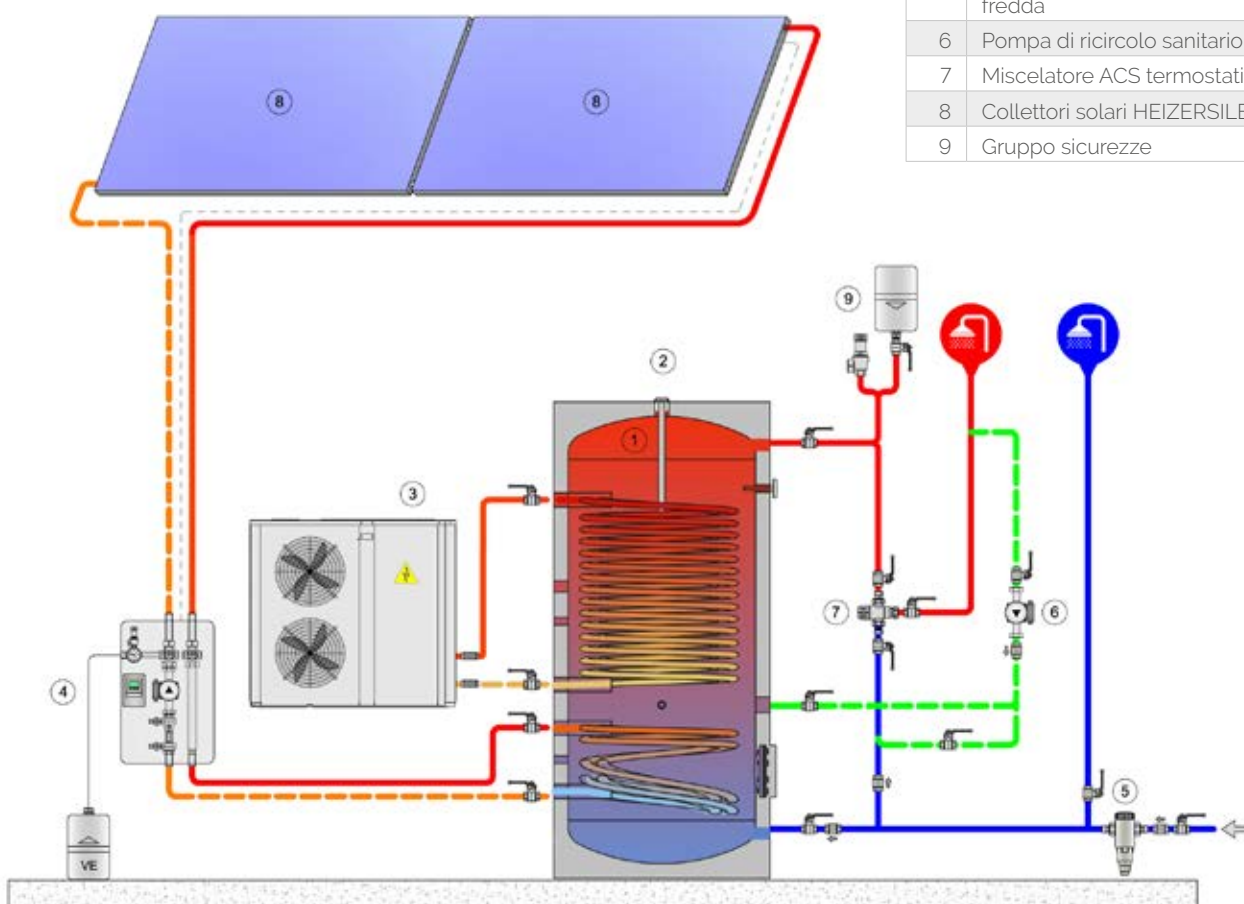 fredda
6 Pompa di ricircolo sanitario
7 Miscelatore ACS termostati
8 Collettori solari HEIZERSILE
9 Gruppo sicurezze
8
8
9
2
1
3
7
6
4
5
VE